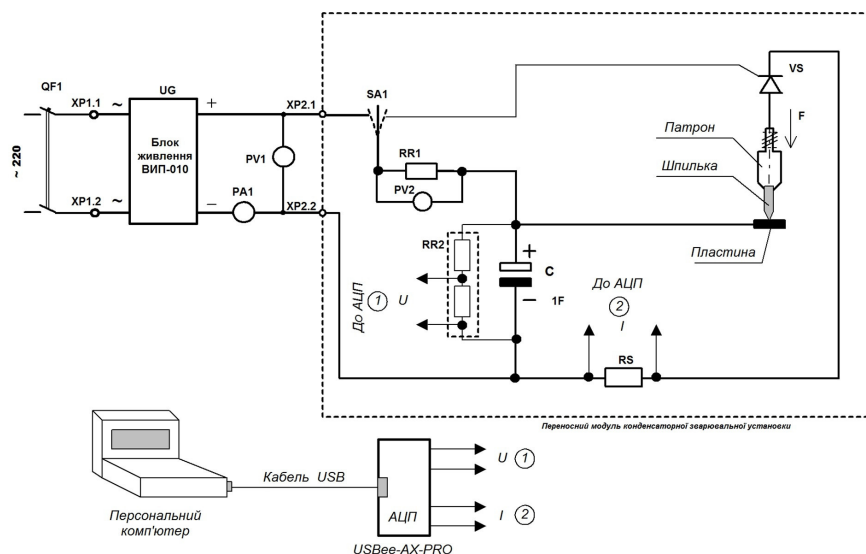 QF1
XP1.1
~
UG
+
XP2.1
SA1
VS
F
Патрон
Шпилька
Пластина
~ 220
Блок
живлення
ВИП-010
PV1
RR1
PV2
PA1
XP1.2
~
–
XP2.2
RR2
+
C
–
1F
До АЦП
1
U
До АЦП
2
I
RS
Переносний модуль конденсаторної зварювальної установки
Кабель USB
Персональний
комп'ютер
АЦП
USBee-AX-PRO
U 1
I 2